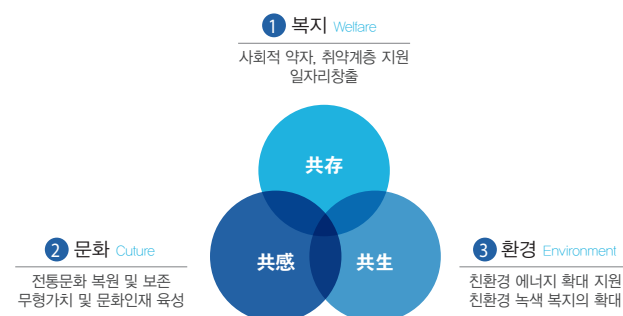 1 복지 Welfare
사회적 약자, 취약계층 지원
일자리창출
共存
共感
共生
2 문화 Cuture
전통문화 복원 및 보존
무형가치 및 문화인재 육성
3 환경 Environment
친환경 에너지 확대 지원
친환경 녹색 복지의 확대